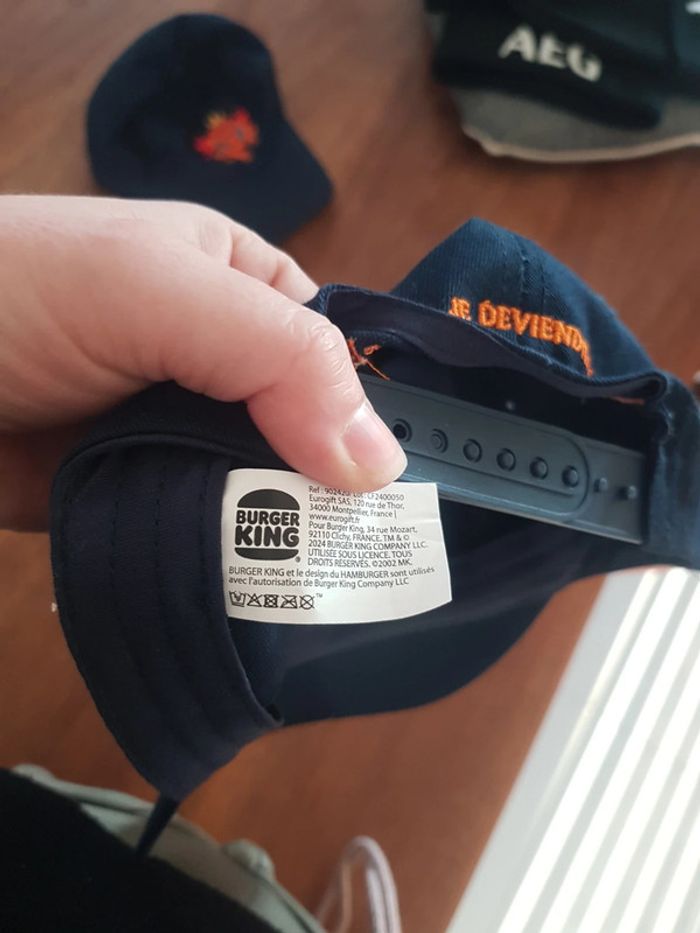 AEG
JE DEVIEND
BURGER
KING
®
Ref : 902420/ Lot: CF2400050
Eurogift SAS, 120 rue de Thor,
34000 Montpellier, France |
www.eurogift.fr
Pour Burger King, 34 rue Mozart,
92110 Clichy, FRANCE. TM & ©
2024 BURGER KING COMPANY LLC.
UTILISÉE SOUS LICENCE. TOUS
DROITS RÉSERVÉS. ©2002 MK.
BURGER KING et le design du HAMBURGER sont utilisés
avec l'autorisation de Burger King Company LLC
TM